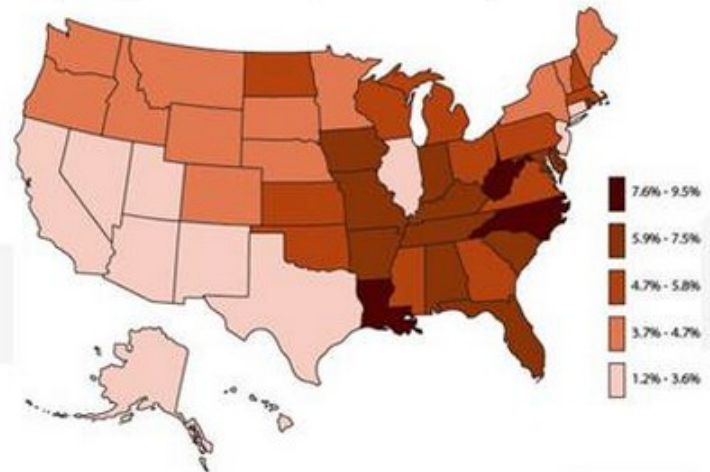 7.6% - 9.5%
5.9% - 7.5%
4.7% - 5.8%
3.7% - 4.7%
1.2% - 3.6%